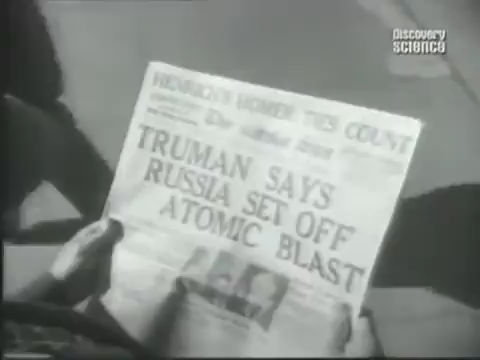 Discovery
SCIENCE
HENRICH'S HOMER TIES COUNT
TRUMAN SAYS
RUSSIA SET OFF
ATOMIC BLAST